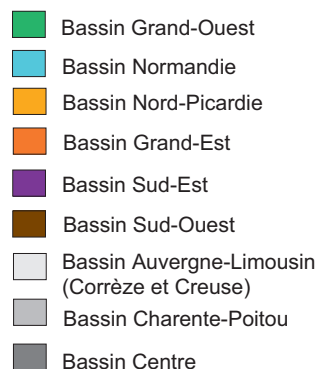 Bassin Grand-Ouest
Bassin Normandie
Bassin Nord-Picardie
Bassin Grand-Est
Bassin Sud-Est
Bassin Sud-Ouest
Bassin Auvergne-Limousin
(Corrèze et Creuse)
Bassin Charente-Poitou
Bassin Centre